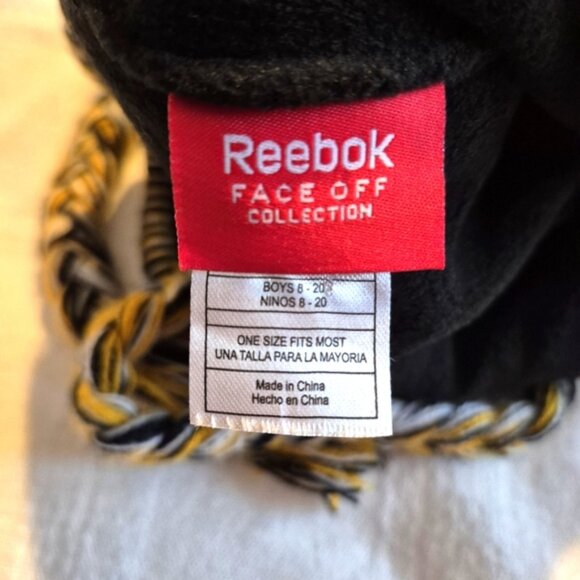 Reebok
FACE OFF
COLLECTION
BOYS 8 - 20
NINOS 8 - 20
ONE SIZE FITS MOST
UNA TALLA PARA LA MAYORIA
Made in China
Hecho en China